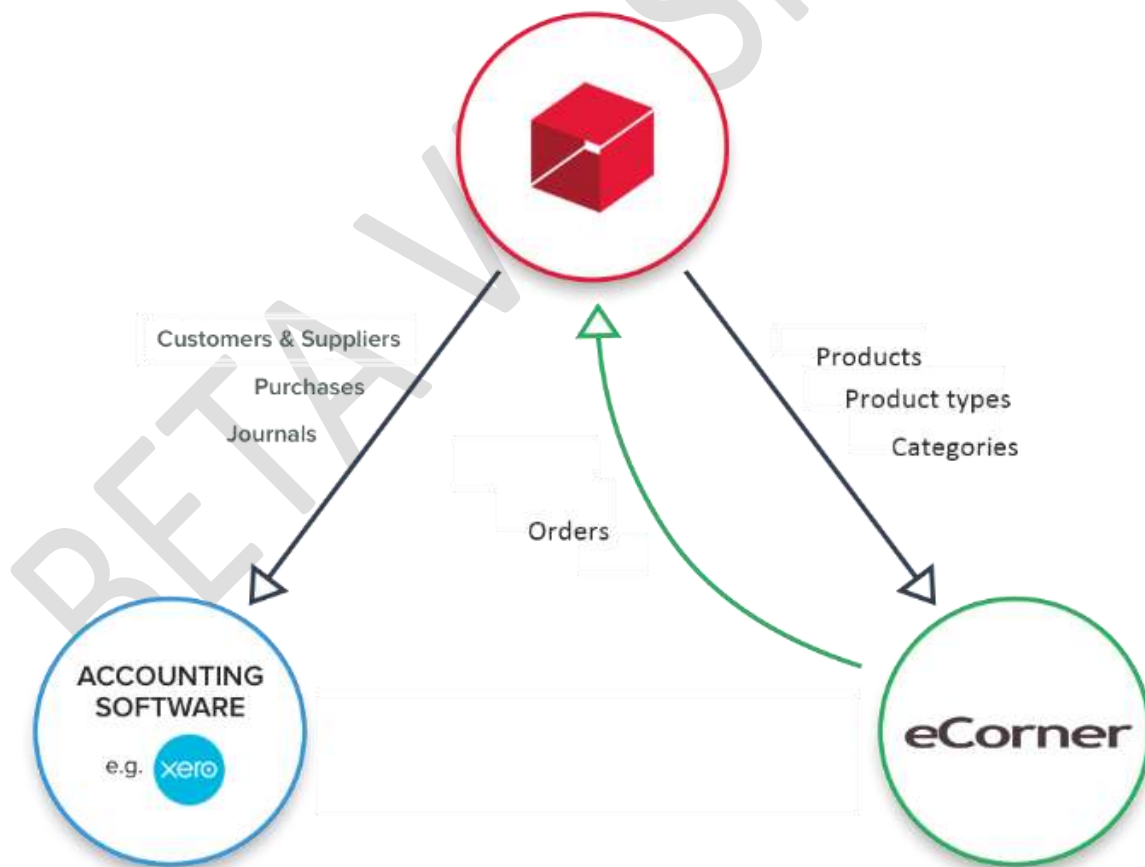 BETA V
Customers & Suppliers
Purchases
Journals
Products
Product types
Categories
Orders
ACCOUNTING
SOFTWARE
e.g. xero
eCorner